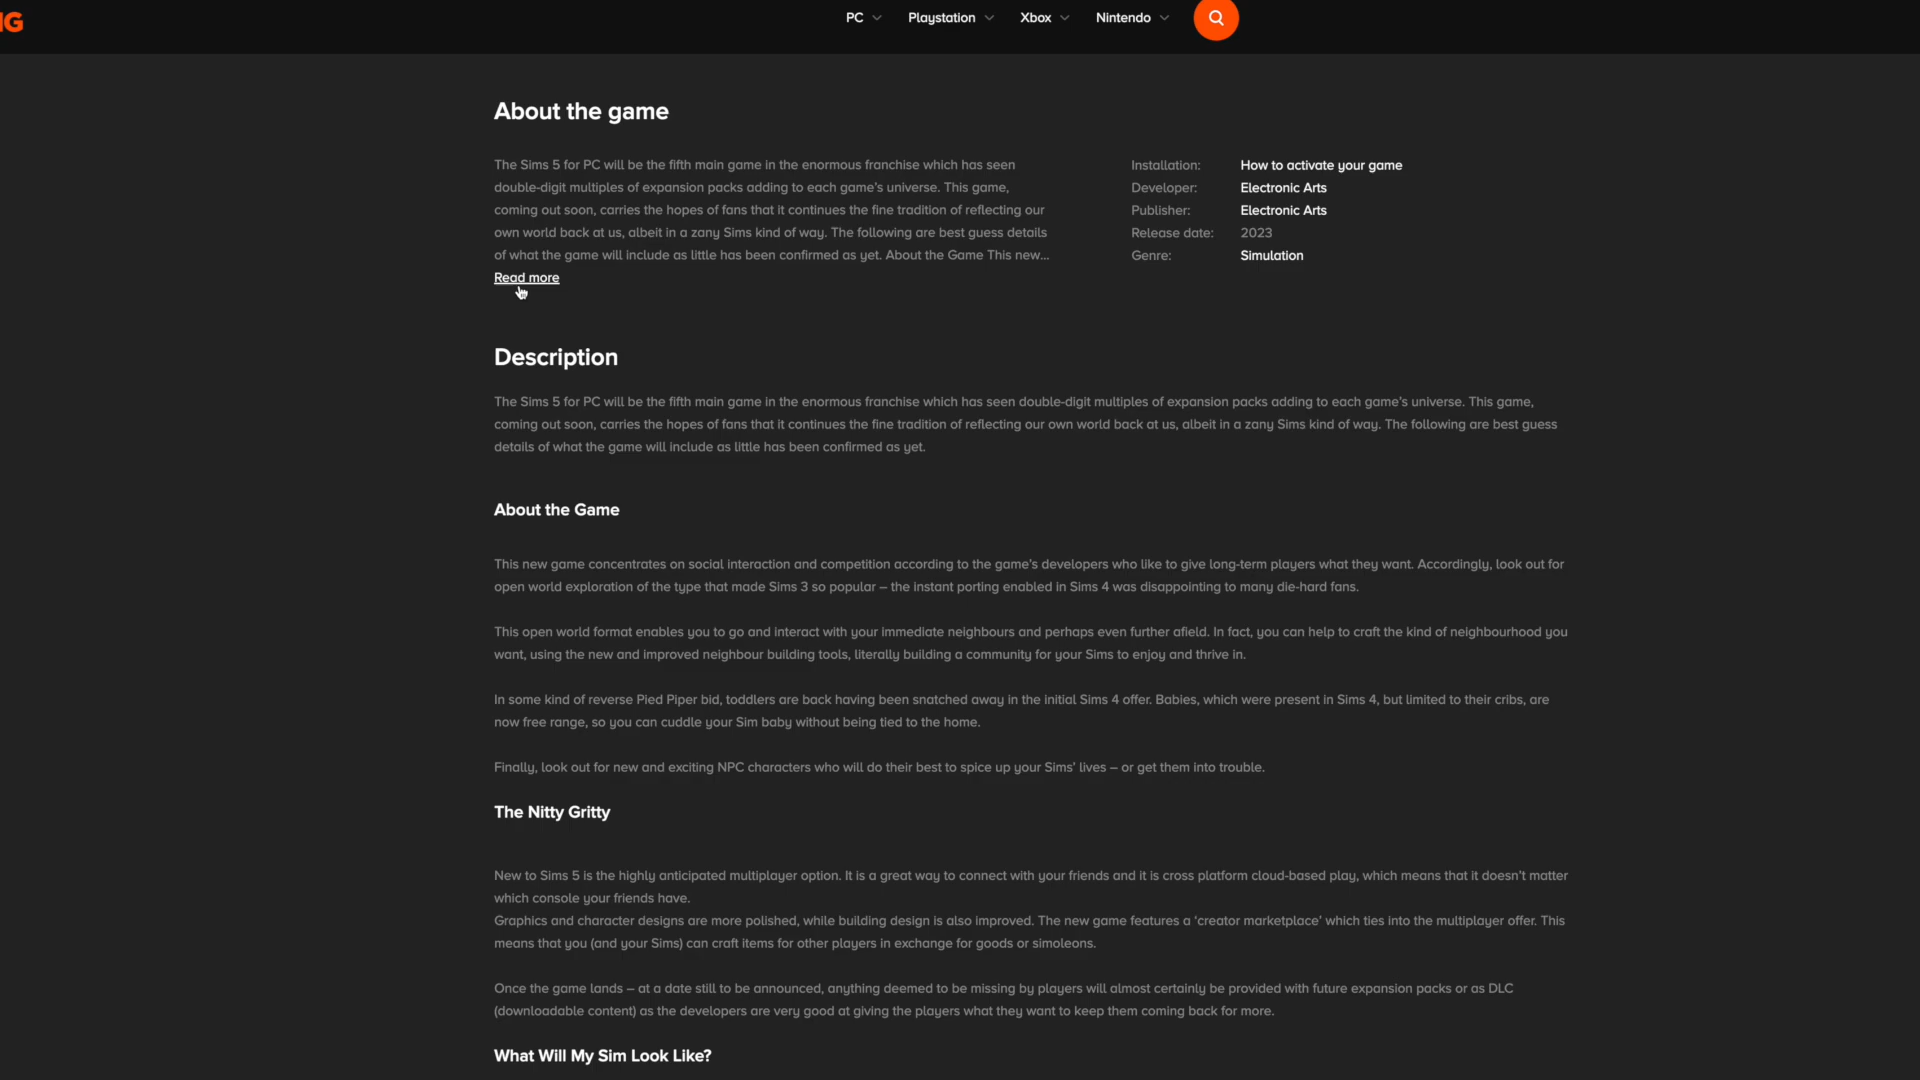 IG
PC
Playstation
Xbox
Nintendo
About the game
The Sims 5 for PC will be the fifth main game in the enormous franchise which has seen
double-digit multiples of expansion packs adding to each game's universe. This game,
coming out soon, carries the hopes of fans that it continues the fine tradition of reflecting our
own world back at us, albeit in a zany Sims kind of way. The following are best guess details
of what the game will include as little has been confirmed as yet. About the Game This new...
Read more
Installation: How to activate your game
Developer: Electronic Arts
Publisher: Electronic Arts
Release date: 2023
Genre: Simulation
Description
The Sims 5 for PC will be the fifth main game in the enormous franchise which has seen double-digit multiples of expansion packs adding to each game's universe. This game,
coming out soon, carries the hopes of fans that it continues the fine tradition of reflecting our own world back at us, albeit in a zany Sims kind of way. The following are best guess
details of what the game will include as little has been confirmed as yet.
About the Game
This new game concentrates on social interaction and competition according to the game's developers who like to give long-term players what they want. Accordingly, look out for
open world exploration of the type that made Sims 3 so popular – the instant porting enabled in Sims 4 was disappointing to many die-hard fans.
This open world format enables you to go and interact with your immediate neighbours and perhaps even further afield. In fact, you can help to craft the kind of neighbourhood you
want, using the new and improved neighbour building tools, literally building a community for your Sims to enjoy and thrive in.
In some kind of reverse Pied Piper bid, toddlers are back having been snatched away in the initial Sims 4 offer. Babies, which were present in Sims 4, but limited to their cribs, are
now free range, so you can cuddle your Sim baby without being tied to the home.
Finally, look out for new and exciting NPC characters who will do their best to spice up your Sims' lives – or get them into trouble.
The Nitty Gritty
New to Sims 5 is the highly anticipated multiplayer option. It is a great way to connect with your friends and it is cross platform cloud-based play, which means that it doesn't matter
which console your friends have.
Graphics and character designs are more polished, while building design is also improved. The new game features a 'creator marketplace' which ties into the multiplayer offer. This
means that you (and your Sims) can craft items for other players in exchange for goods or simoleons.
Once the game lands – at a date still to be announced, anything deemed to be missing by players will almost certainly be provided with future expansion packs or as DLC
(downloadable content) as the developers are very good at giving the players what they want to keep them coming back for more.
What Will My Sim Look Like?